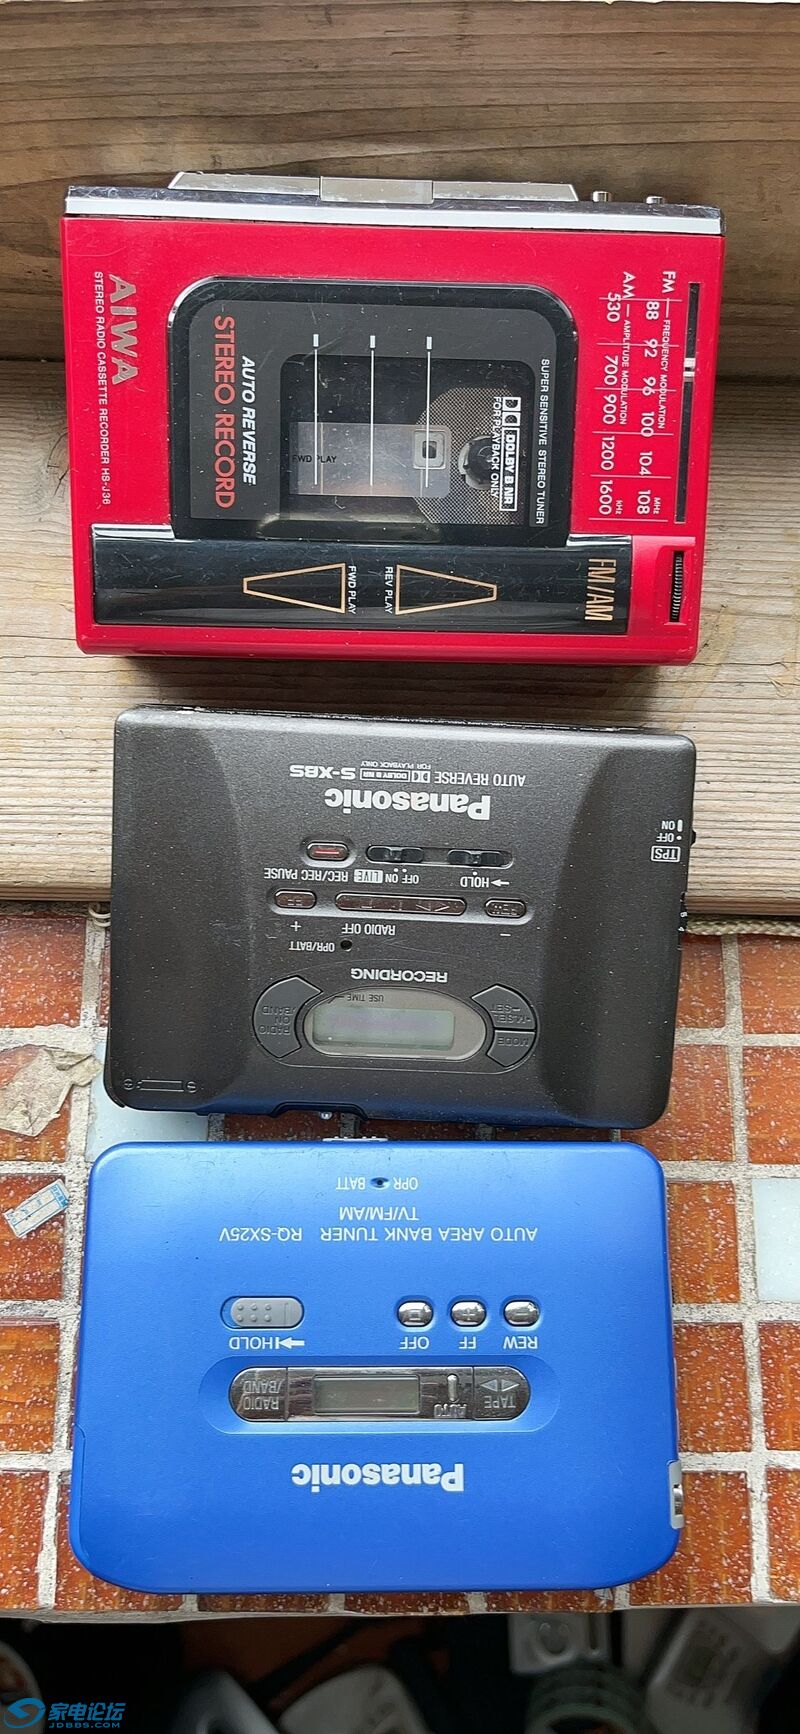 AIWA
STEREO RADIO CASSETTE RECORDER HS-J36
AUTO REVERSE
STEREO RECORD
FWD PLAY
SUPER SENSITIVE STEREO TUNER
DOLBY B NR
FOR PLAYBACK ONLY
FM — FREQUENCY MODULATION MHz
88 92 96 100 104 108
AM — AMPLITUDE MODULATION kHz
530 700 900 1200 1600
FWD PLAY
REV PLAY
FM/AM
RECORDING
USE TIME
MODE
RADIO
ON
/BAND
OPR/BATT
RADIO OFF
− +
HOLD
OFF ON LIVE
REC/REC PAUSE
TPS
OFF
ON
Panasonic
AUTO REVERSE DOLBY B NR S-XBS
FOR PLAYBACK ONLY
Panasonic
TAPE
AUTO
RADIO
/BAND
REW FF OFF
HOLD
AUTO AREA BANK TUNER RQ-SX25V
TV/FM/AM
OPR BATT
家电论坛
JDBBS.COM